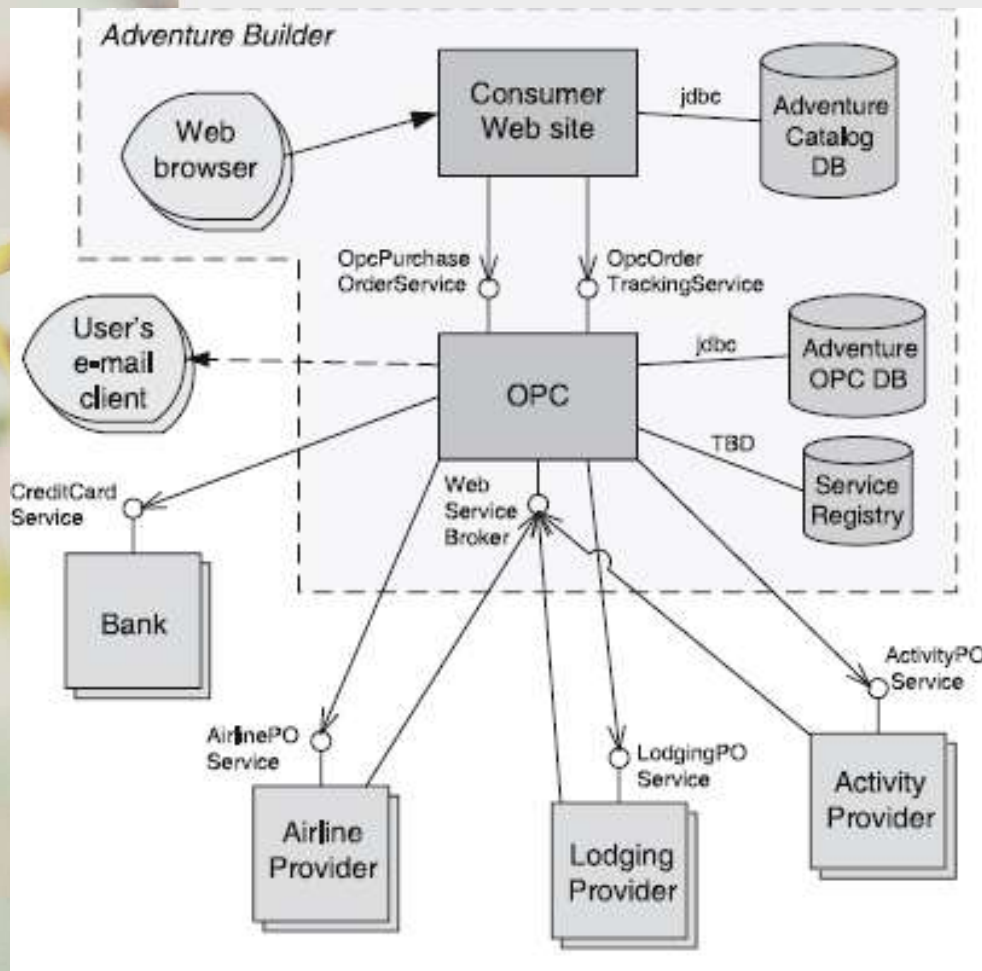 Adventure Builder
Consumer
Web site
jdbc
Adventure
Catalog
DB
Web
browser
OpcPurchase
OrderService
OpcOrder
TrackingService
User's
e-mail
client
OPC
jdbc
Adventure
OPC DB
TBD
Service
Registry
CreditCard
Service
Web
Service
Broker
Bank
ActivityPO
Service
AirlinePO
Service
LodgingPO
Service
Activity
Provider
Airline
Provider
Lodging
Provider